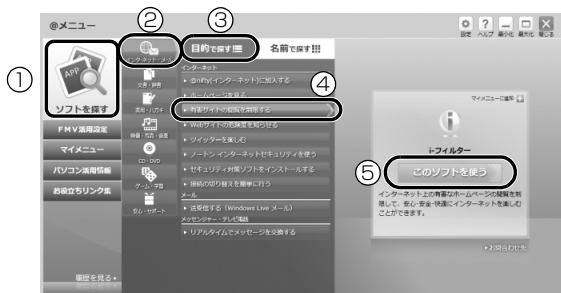 @メニュー
設定 ヘルプ 最小化 最大化 閉じる
① ② ③ ④ ⑤
APP
ソフトを探す
FMV活用設定
マイメニュー
パソコン活用情報
お役立ちリンク集
履歴を見る
インターネット・メール
文書・辞書
CD・DVD
ゲーム・学習
安心・サポート
目的で探す
名前で探す
インターネット
@nifty(インターネット)に加入する
ホームページを見る
有害サイトの閲覧を制限する
Webサイトの危険度を知らせる
ツイッターを楽しむ
ノートン インターネットセキュリティを使う
セキュリティ対策ソフトをインストールする
接続の切り替えを簡単に行う
メール
送受信する（Windows Live メール）
メッセンジャー・テレビ電話
リアルタイムでメッセージを交換する
マイメニューに追加
i-フィルター
このソフトを使う
インターネット上の有害なホームページの閲覧を制
限して、安心・安全・快適にインターネットを楽しむ
ことができます。
お問合わせ先